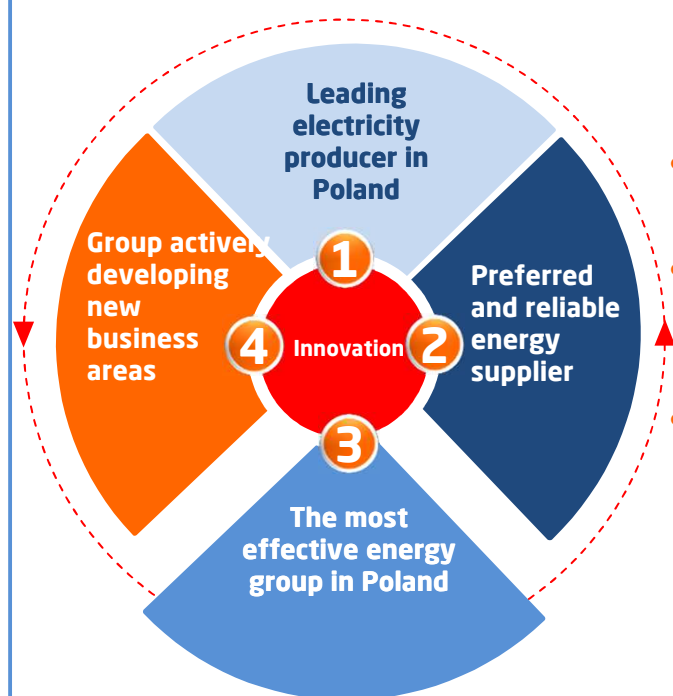 Leading
electricity
producer in
Poland
1
Group actively
developing
new
business
areas
4
Innovation
2
Preferred
and reliable
energy
supplier
3
The most
effective energy
group in Poland